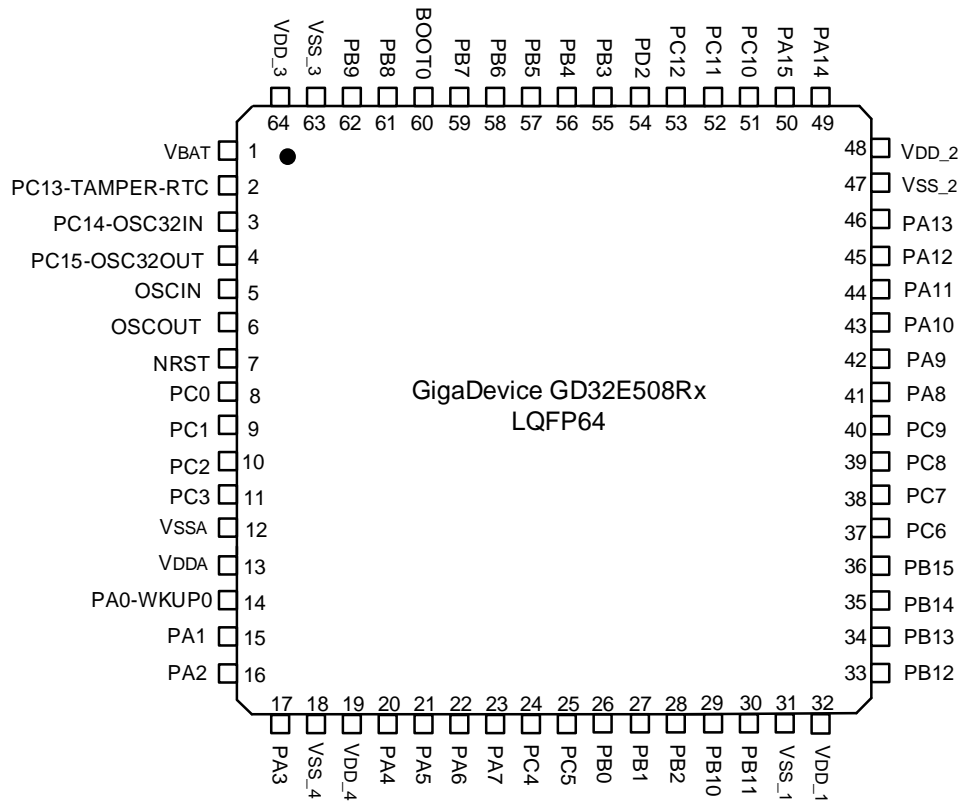 VDD_3 VSS_3 PB9 PB8 BOOT0 PB7 PB6 PB5 PB4 PB3 PD2 PC12 PC11 PC10 PA15 PA14
64 63 62 61 60 59 58 57 56 55 54 53 52 51 50 49
VBAT 1 48 VDD_2
PC13-TAMPER-RTC 2 47 VSS_2
PC14-OSC32IN 3 46 PA13
PC15-OSC32OUT 4 45 PA12
OSCIN 5 44 PA11
OSCOUT 6 43 PA10
NRST 7 42 PA9
PC0 8 41 PA8
GigaDevice GD32E508Rx
LQFP64
PC1 9 40 PC9
PC2 10 39 PC8
PC3 11 38 PC7
VSSA 12 37 PC6
VDDA 13 36 PB15
PA0-WKUP0 14 35 PB14
PA1 15 34 PB13
PA2 16 33 PB12
17 18 19 20 21 22 23 24 25 26 27 28 29 30 31 32
PA3 VSS_4 VDD_4 PA4 PA5 PA6 PA7 PC4 PC5 PB0 PB1 PB2 PB10 PB11 VSS_1 VDD_1